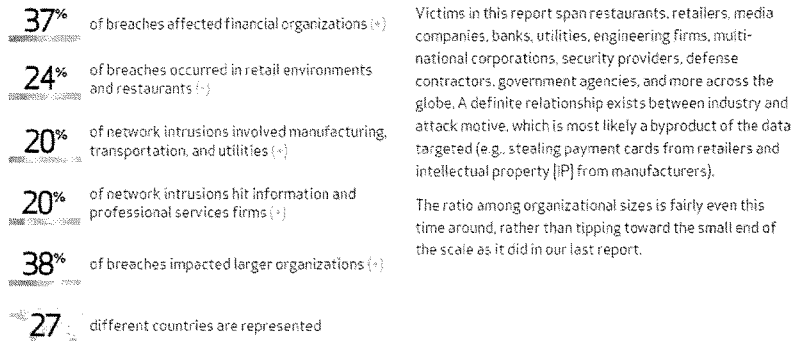 37%
of breaches affected financial organizations (+)
24%
of breaches occurred in retail environments
and restaurants (-)
20%
of network intrusions involved manufacturing,
transportation, and utilities (+)
20%
of network intrusions hit information and
professional services firms (+)
38%
of breaches impacted larger organizations (+)
27
different countries are represented
Victims in this report span restaurants, retailers, media
companies, banks, utilities, engineering firms, multi-
national corporations, security providers, defense
contractors, government agencies, and more across the
globe. A definite relationship exists between industry and
attack motive, which is most likely a byproduct of the data
targeted (e.g., stealing payment cards from retailers and
intellectual property [IP] from manufacturers).
The ratio among organizational sizes is fairly even this
time around, rather than tipping toward the small end of
the scale as it did in our last report.